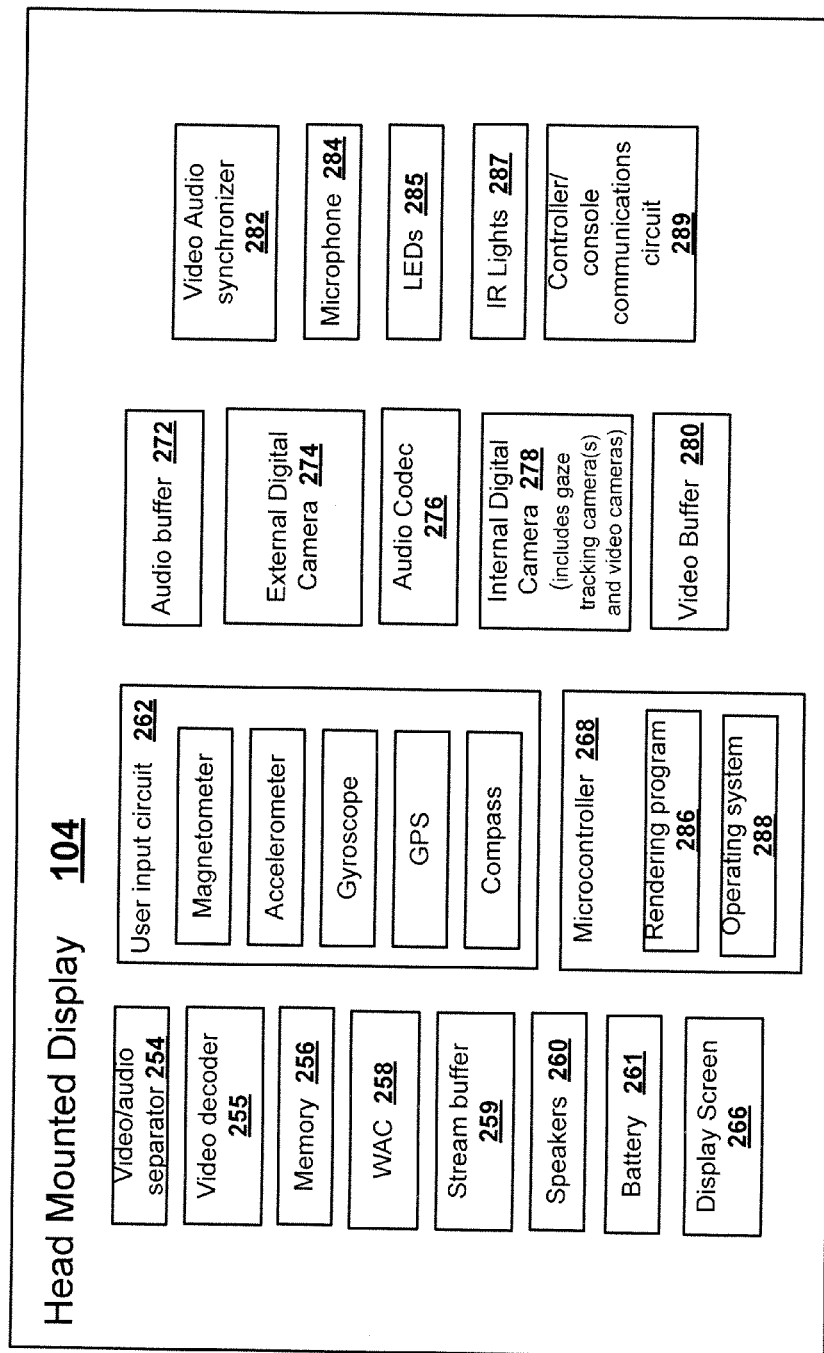 Head Mounted Display 104
Video/audio
separator 254
Video decoder
255
Memory 256
WAC 258
Stream buffer
259
Speakers 260
Battery 261
Display Screen
266
User input circuit 262
Magnetometer
Accelerometer
Gyroscope
GPS
Compass
Microcontroller 268
Rendering program
286
Operating system
288
Audio buffer 272
External Digital
Camera 274
Audio Codec
276
Internal Digital
Camera 278
(includes gaze
tracking camera(s)
and video cameras)
Video Buffer 280
Video Audio
synchronizer
282
Microphone 284
LEDs 285
IR Lights 287
Controller/
console
communications
circuit
289